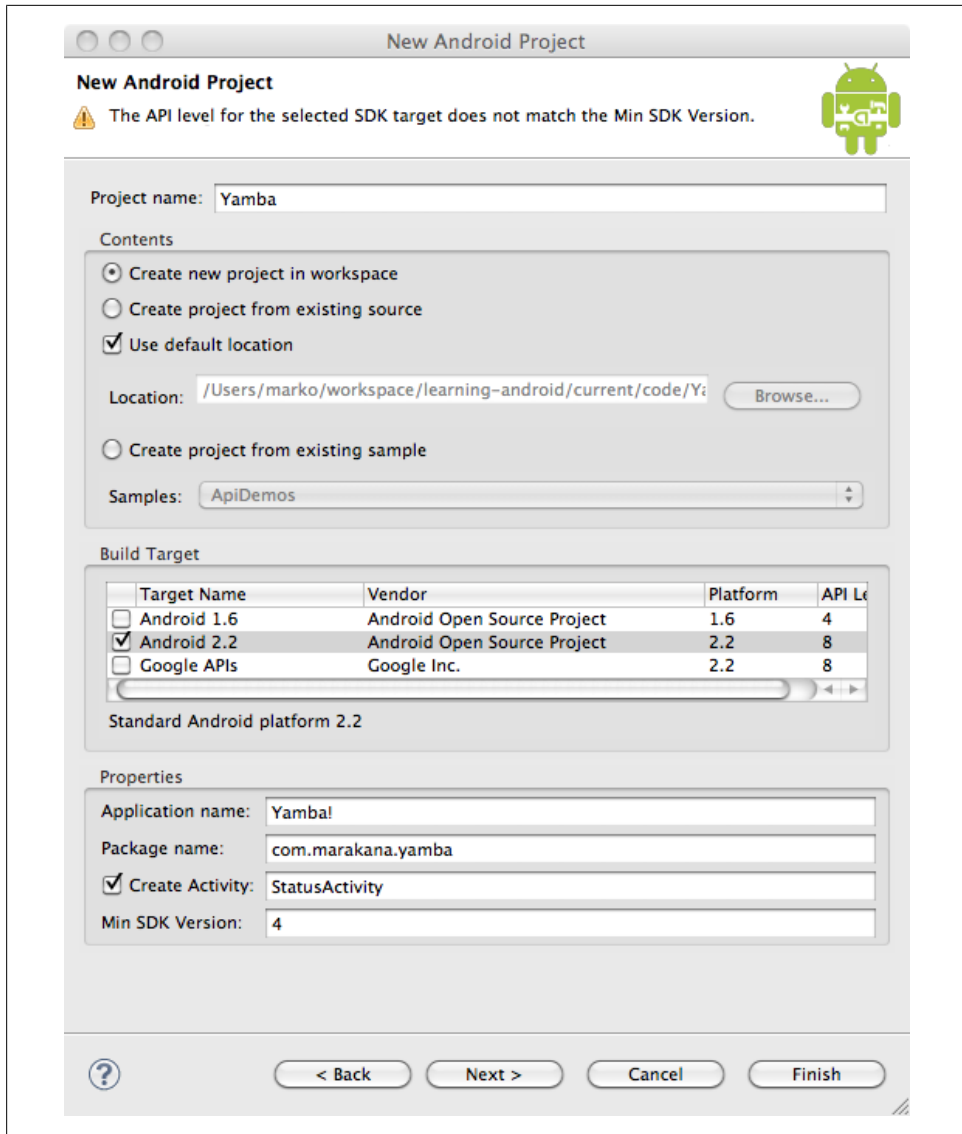 New Android Project
New Android Project
The API level for the selected SDK target does not match the Min SDK Version.
Project name: Yamba
Contents
Create new project in workspace
Create project from existing source
Use default location
Location: /Users/marko/workspace/learning-android/current/code/Ya
Browse...
Create project from existing sample
Samples: ApiDemos
Build Target
Target Name Vendor Platform API Le
Android 1.6 Android Open Source Project 1.6 4
Android 2.2 Android Open Source Project 2.2 8
Google APIs Google Inc. 2.2 8
Standard Android platform 2.2
Properties
Application name: Yamba!
Package name: com.marakana.yamba
Create Activity: StatusActivity
Min SDK Version: 4
? < Back Next > Cancel Finish